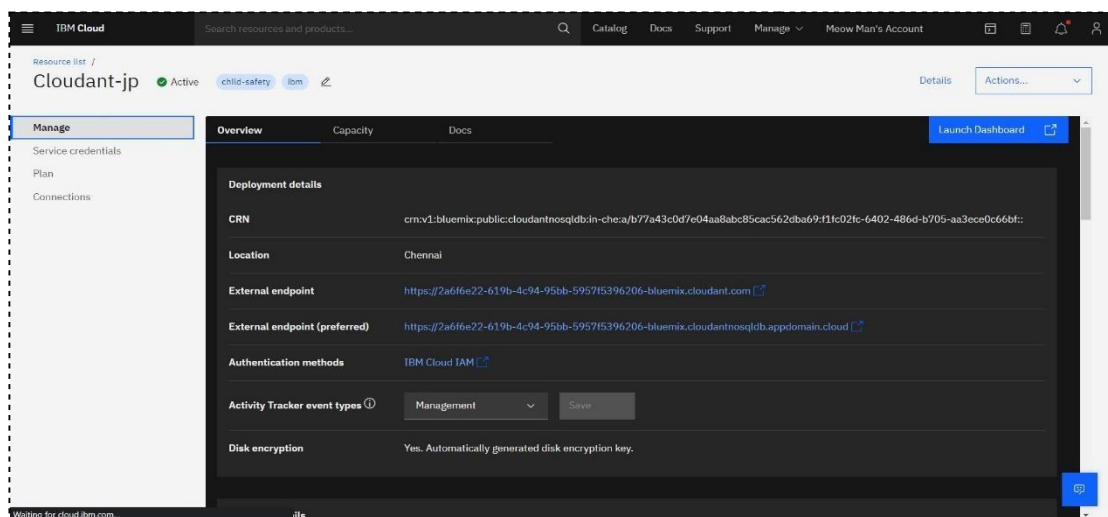 IBM Cloud Search resources and products... Catalog Docs Support Manage Meow Man's Account
Resource list /
Cloudant-jp Active child-safety ibm Details Actions...
Manage
Service credentials
Plan
Connections
Overview Capacity Docs Launch Dashboard
Deployment details
CRN crn:v1:bluemix:public:cloudantnosqldb:in-che:a/b77a43c0d7e04aa8abc85cac562dba69:f1fc02fc-6402-486d-b705-aa3ece0c66bf::
Location Chennai
External endpoint https://2a6f6e22-619b-4c94-95bb-5957f5396206-bluemix.cloudant.com
External endpoint (preferred) https://2a6f6e22-619b-4c94-95bb-5957f5396206-bluemix.cloudantnosqldb.appdomain.cloud
Authentication methods IBM Cloud IAM
Activity Tracker event types Management Save
Disk encryption Yes. Automatically generated disk encryption key.
Waiting for cloud.ibm.com...